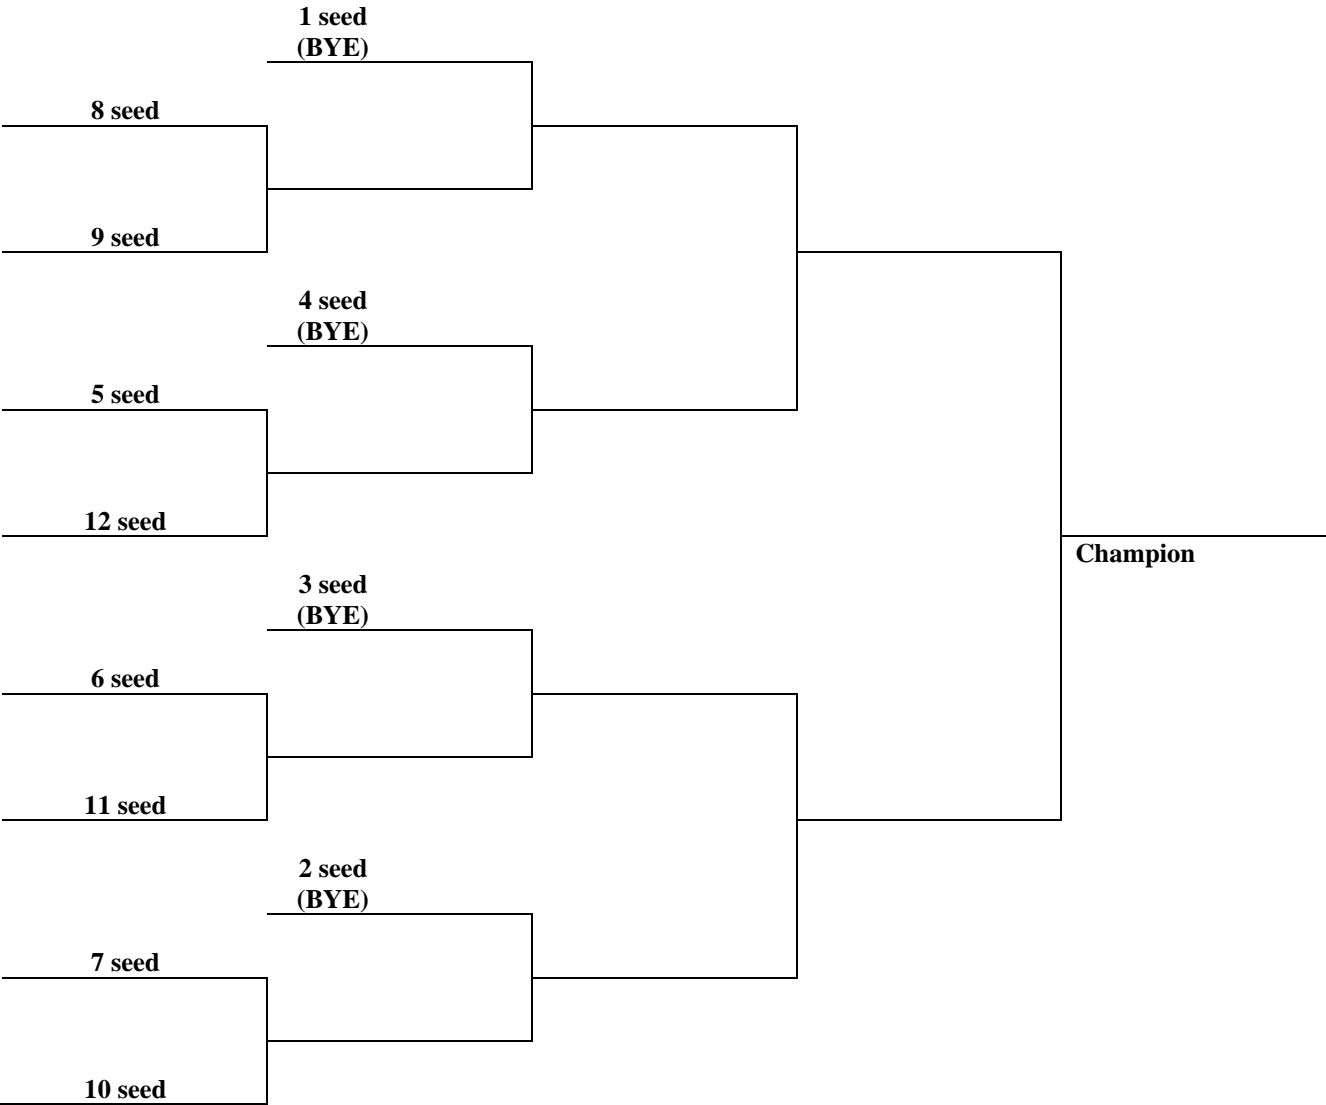 1 seed
(BYE)
8 seed
9 seed
4 seed
(BYE)
5 seed
12 seed
Champion
3 seed
(BYE)
6 seed
11 seed
2 seed
(BYE)
7 seed
10 seed